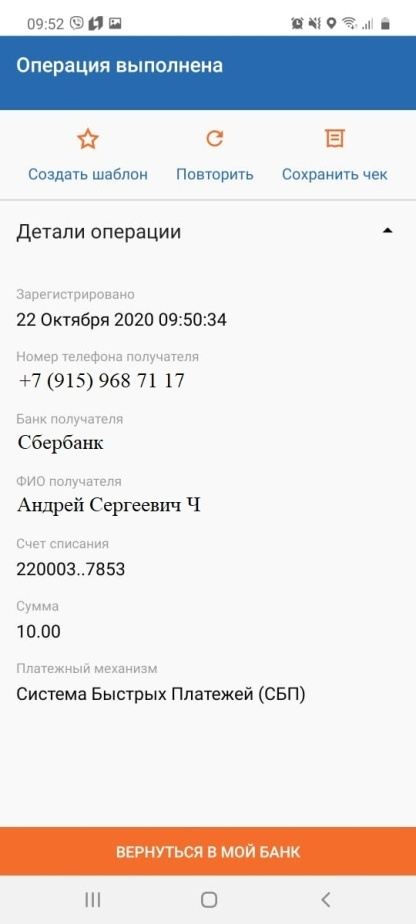 09:52
Операция выполнена
Создать шаблон Повторить Сохранить чек
Детали операции
Зарегистрировано
22 Октября 2020 09:50:34
Номер телефона получателя
+7 (915) 968 71 17
Банк получателя
Сбербанк
ФИО получателя
Андрей Сергеевич Ч
Счет списания
220003..7853
Сумма
10.00
Платежный механизм
Система Быстрых Платежей (СБП)
ВЕРНУТЬСЯ В МОЙ БАНК